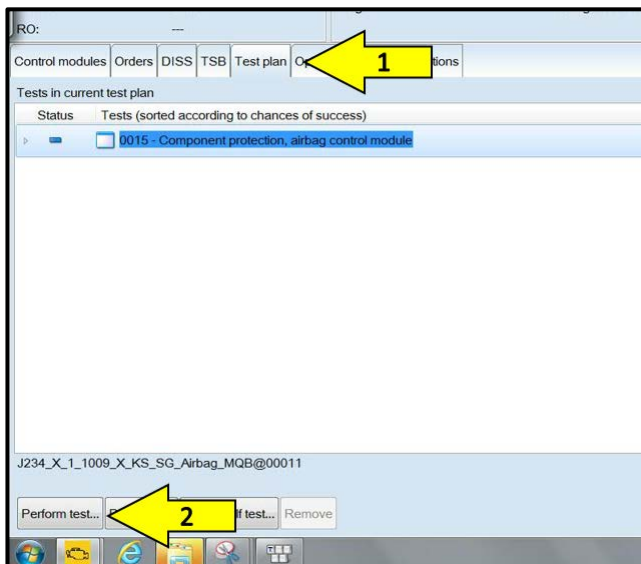 RO: ---
Control modules Orders DISS TSB Test plan 1
Tests in current test plan
Status Tests (sorted according to chances of success)
0015 - Component protection, airbag control module
J234_X_1_1009_X_KS_SG_Airbag_MQB@00011
Perform test... 2 test... Remove